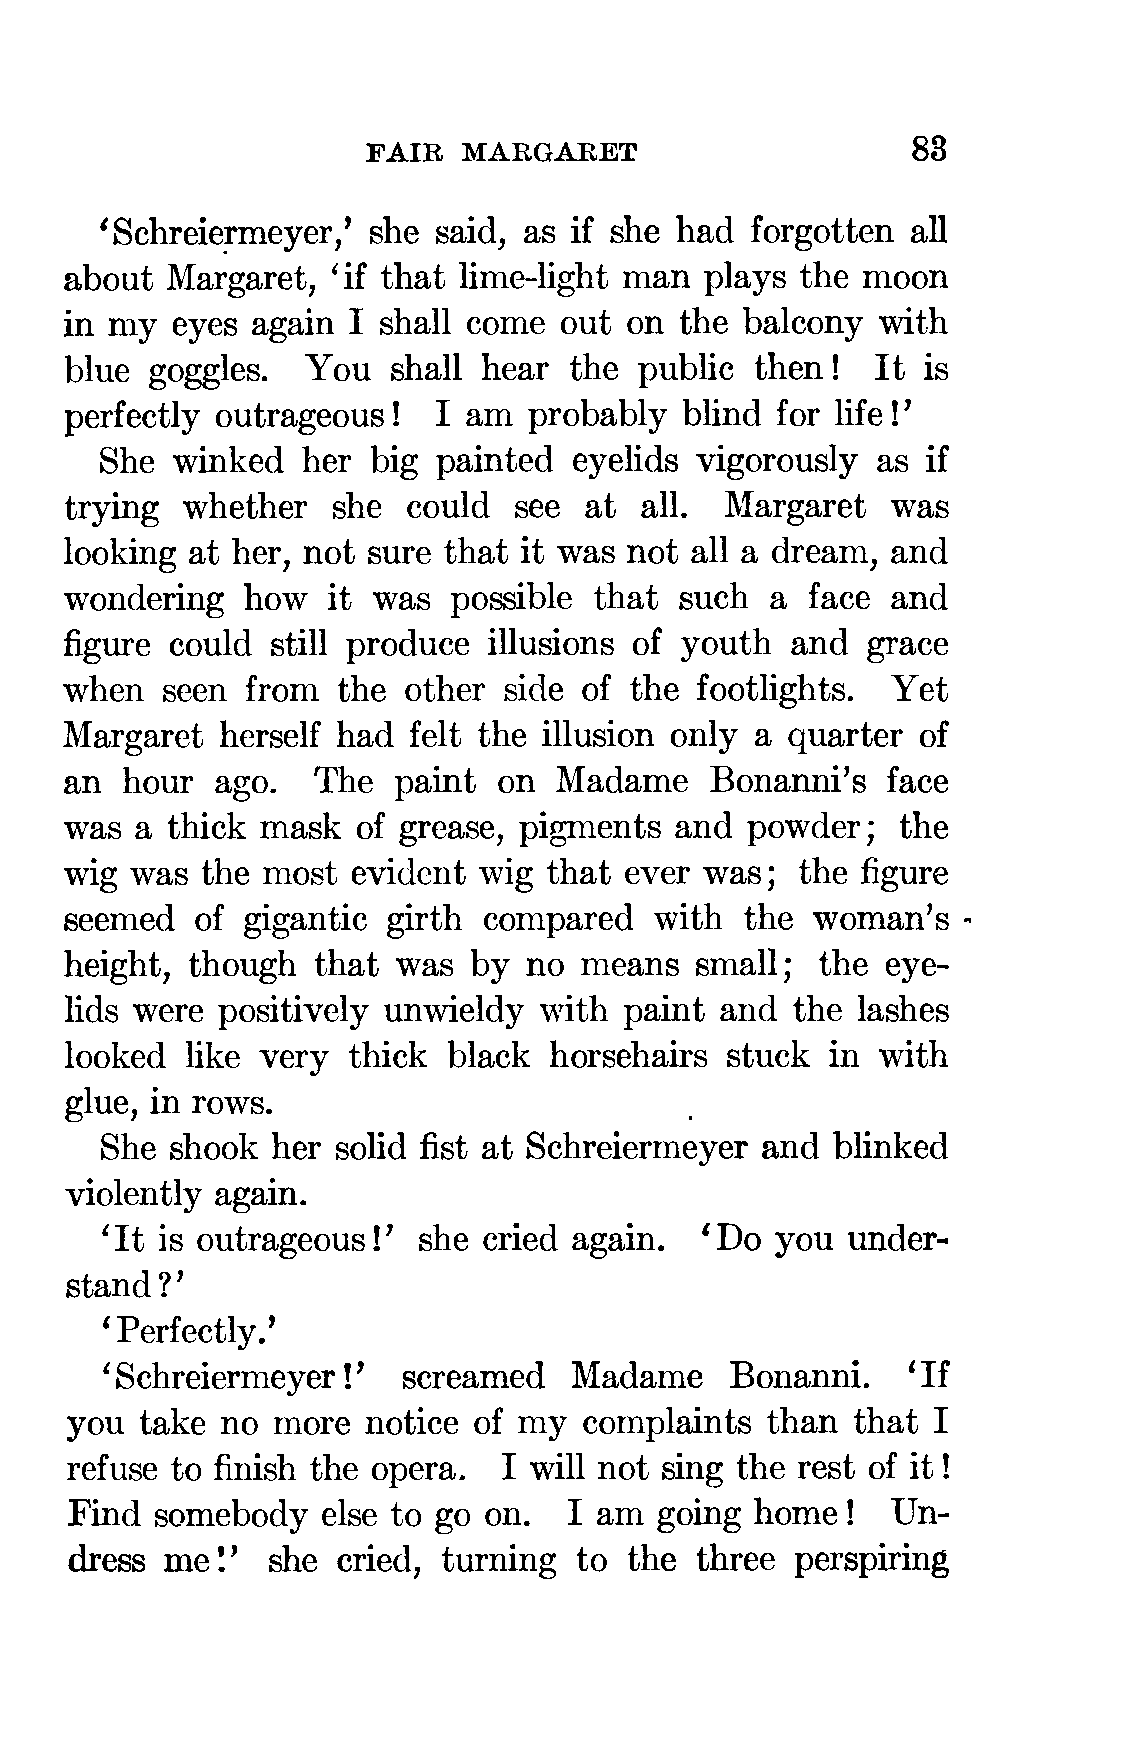 FAIR MARGARET 83
'Schreiermeyer,' she said, as if she had forgotten all
about Margaret, 'if that lime-light man plays the moon
in my eyes again I shall come out on the balcony with
blue goggles. You shall hear the public then! It is
perfectly outrageous! I am probably blind for life!'
She winked her big painted eyelids vigorously as if
trying whether she could see at all. Margaret was
looking at her, not sure that it was not all a dream, and
wondering how it was possible that such a face and
figure could still produce illusions of youth and grace
when seen from the other side of the footlights. Yet
Margaret herself had felt the illusion only a quarter of
an hour ago. The paint on Madame Bonanni's face
was a thick mask of grease, pigments and powder; the
wig was the most evident wig that ever was; the figure
seemed of gigantic girth compared with the woman's
height, though that was by no means small; the eye-
lids were positively unwieldy with paint and the lashes
looked like very thick black horsehairs stuck in with
glue, in rows.
She shook her solid fist at Schreiermeyer and blinked
violently again.
'It is outrageous!' she cried again. 'Do you under-
stand?'
'Perfectly.'
'Schreiermeyer!' screamed Madame Bonanni. 'If
you take no more notice of my complaints than that I
refuse to finish the opera. I will not sing the rest of it!
Find somebody else to go on. I am going home! Un-
dress me!' she cried, turning to the three perspiring